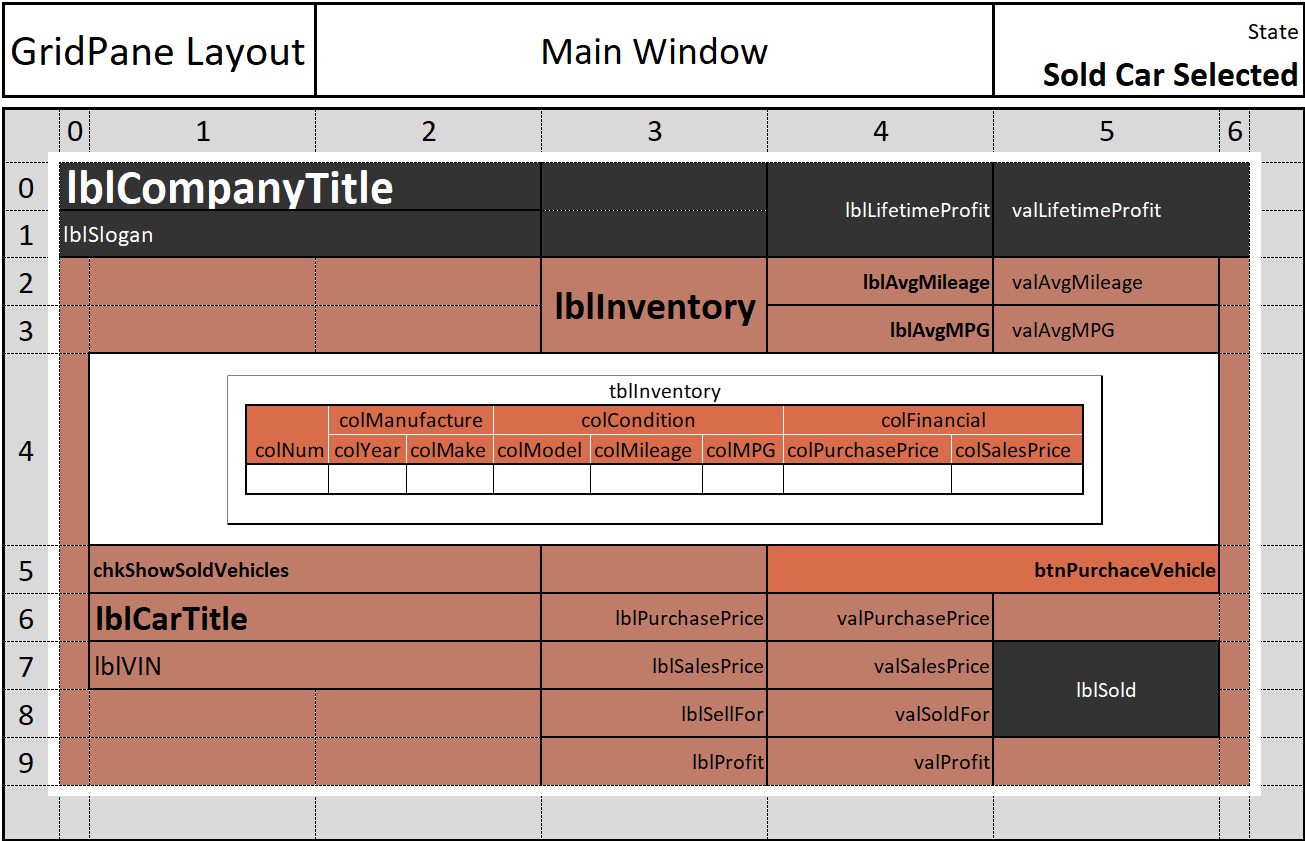 GridPane Layout
Main Window
State
Sold Car Selected
0 1 2 3 4 5 6
0 lblCompanyTitle
lblLifetimeProfit valLifetimeProfit
1 lblSlogan
2 lblAvgMileage valAvgMileage
lblInventory
3 lblAvgMPG valAvgMPG
tblInventory
colManufacture colCondition colFinancial
4 colNum colYear colMake colModel colMileage colMPG colPurchasePrice colSalesPrice
5 chkShowSoldVehicles btnPurchaceVehicle
6 lblCarTitle lblPurchasePrice valPurchasePrice
7 lblVIN lblSalesPrice valSalesPrice
lblSold
8 lblSellFor valSoldFor
9 lblProfit valProfit